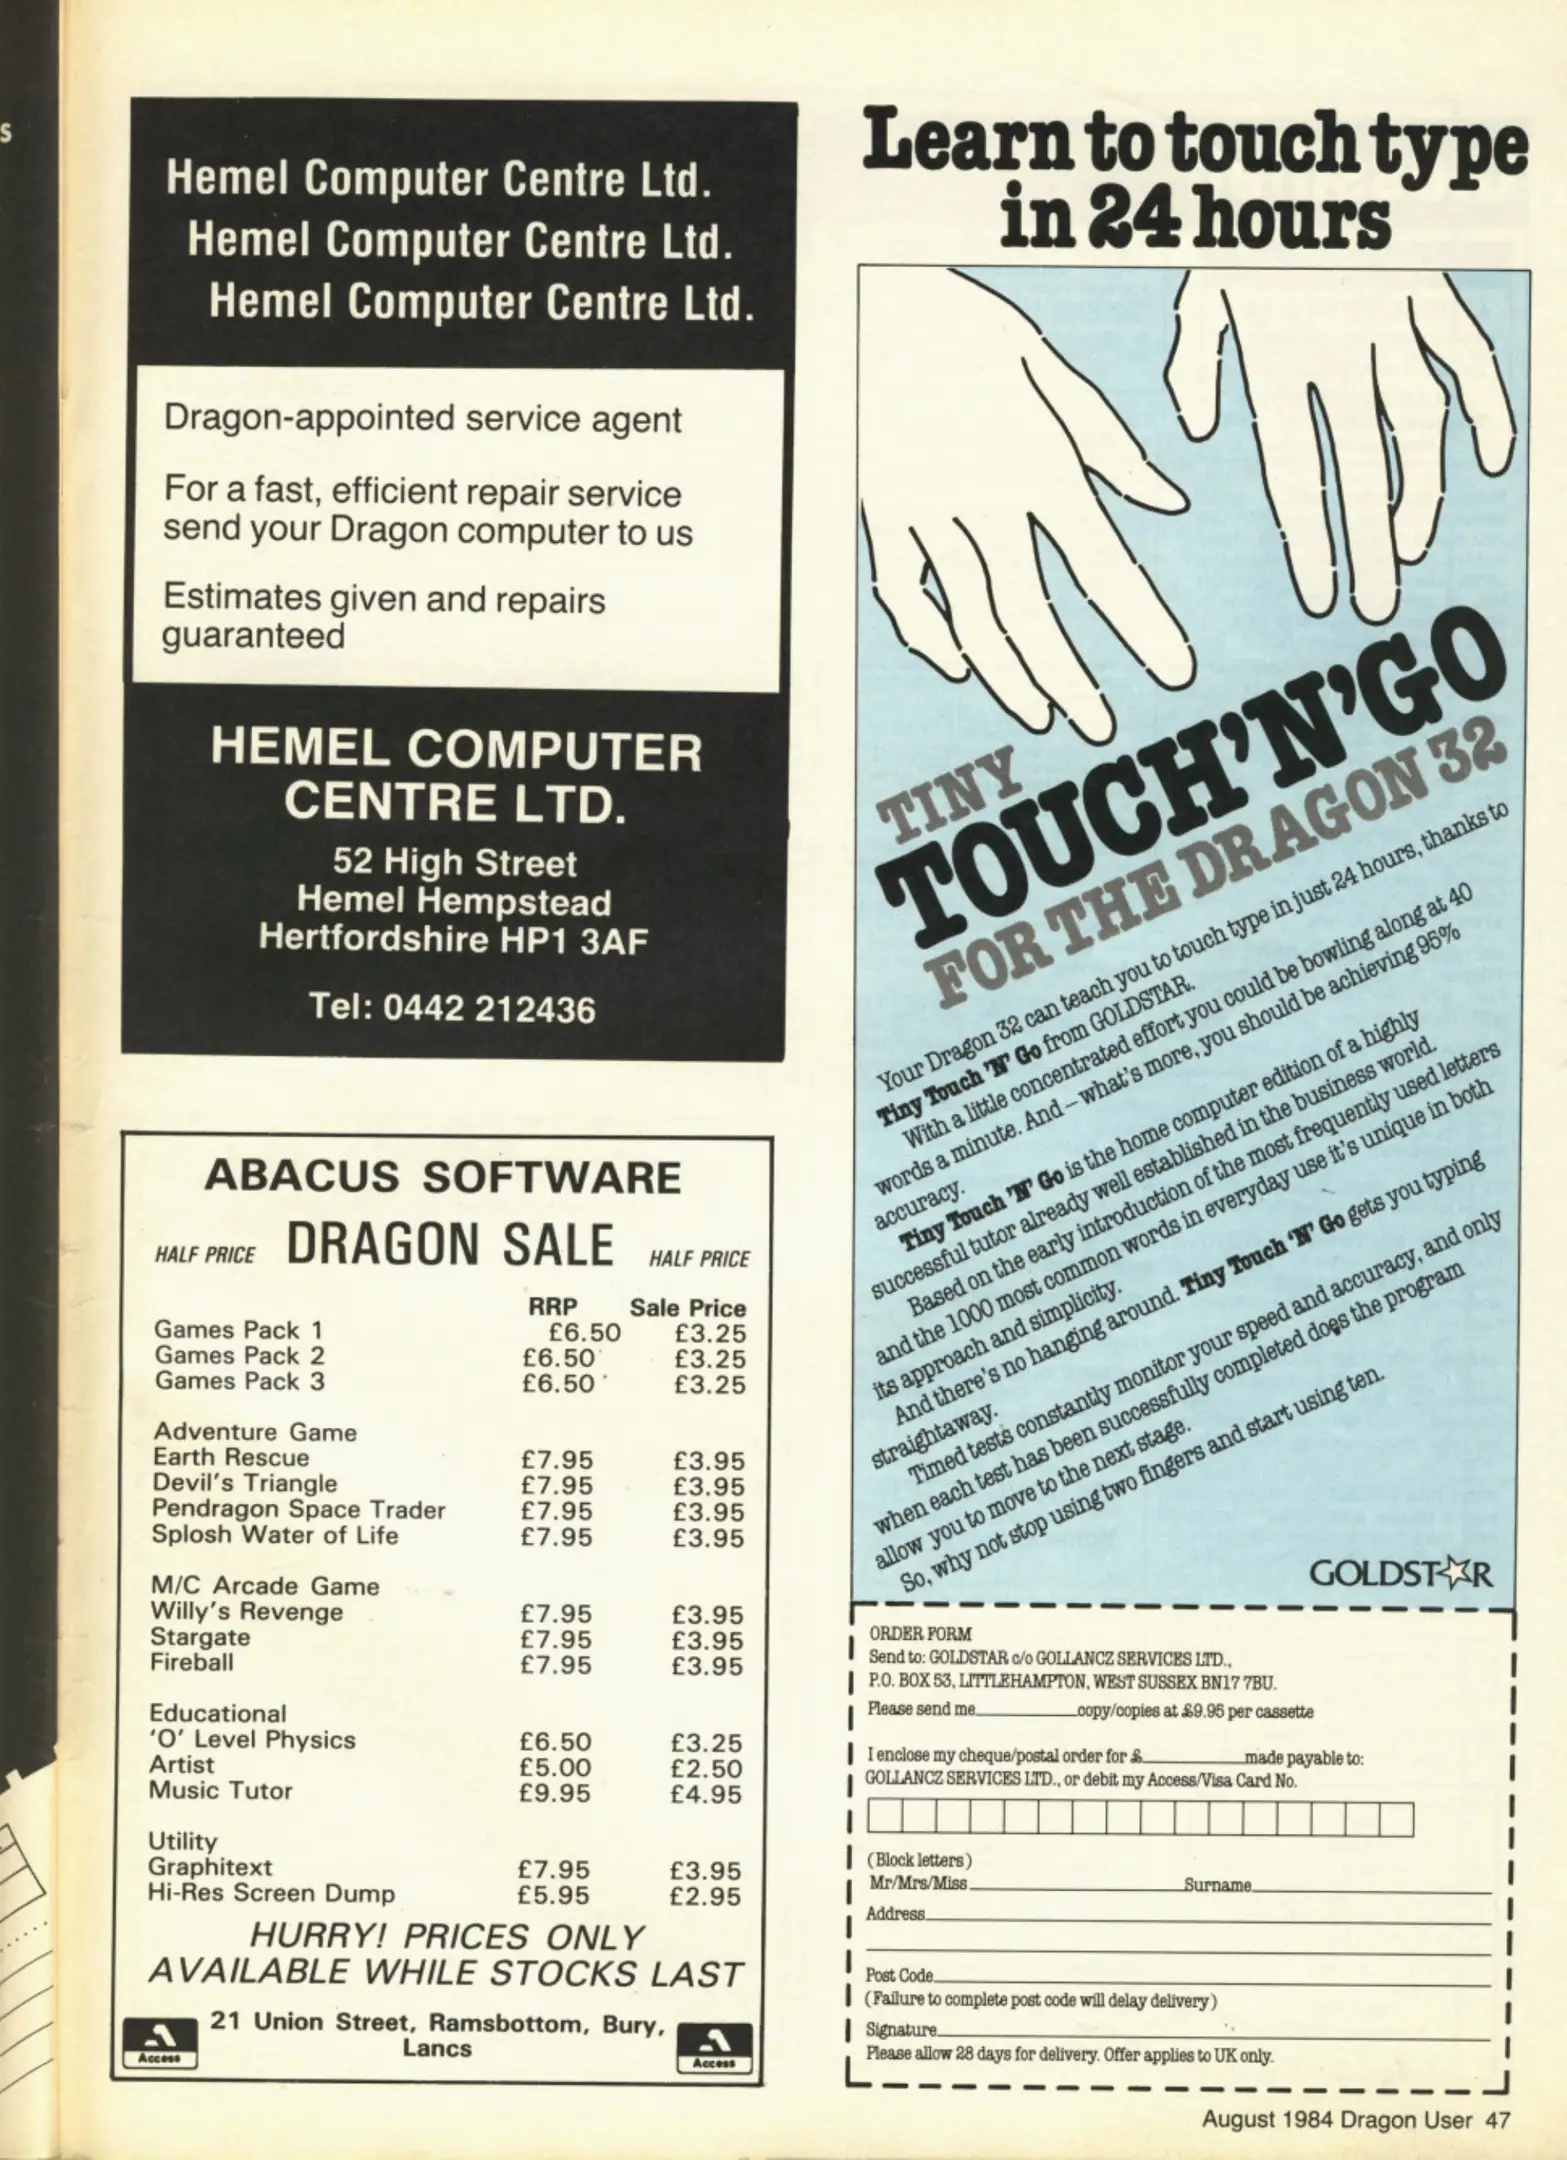 s
Hemel Computer Centre Ltd.
Hemel Computer Centre Ltd.
Hemel Computer Centre Ltd.
Dragon-appointed service agent
For a fast, efficient repair service
send your Dragon computer to us
Estimates given and repairs
guaranteed
HEMEL COMPUTER
CENTRE LTD.
52 High Street
Hemel Hempstead
Hertfordshire HP1 3AF
Tel: 0442 212436
ABACUS SOFTWARE
HALF PRICE DRAGON SALE HALF PRICE
RRP Sale Price
Games Pack 1 £6.50 £3.25
Games Pack 2 £6.50 £3.25
Games Pack 3 £6.50 £3.25
Adventure Game
Earth Rescue £7.95 £3.95
Devil's Triangle £7.95 £3.95
Pendragon Space Trader £7.95 £3.95
Splosh Water of Life £7.95 £3.95
M/C Arcade Game
Willy's Revenge £7.95 £3.95
Stargate £7.95 £3.95
Fireball £7.95 £3.95
Educational
'O' Level Physics £6.50 £3.25
Artist £5.00 £2.50
Music Tutor £9.95 £4.95
Utility
Graphitext £7.95 £3.95
Hi-Res Screen Dump £5.95 £2.95
HURRY! PRICES ONLY
AVAILABLE WHILE STOCKS LAST
21 Union Street, Ramsbottom, Bury,
Lancs
Access
Access
Learn to touch type
in 24 hours
TINY
TOUCH 'N' GO
FOR THE DRAGON 32
Your Dragon 32 can teach you to touch type in just 24 hours, thanks to
Tiny Touch 'N' Go from GOLDSTAR.
With a little concentrated effort you could be bowling along at 40
words a minute. And – what's more, you should be achieving 95%
accuracy.
Tiny Touch 'N' Go is the home computer edition of a highly
successful tutor already well established in the business world.
Based on the early introduction of the most frequently used letters
and the 1000 most common words in everyday use it's unique in both
its approach and simplicity.
And there's no hanging around. Tiny Touch 'N' Go gets you typing
straightaway.
Timed tests constantly monitor your speed and accuracy, and only
when each test has been successfully completed does the program
allow you to move to the next stage.
So, why not stop using two fingers and start using ten.
GOLDSTAR
ORDER FORM
Send to: GOLDSTAR c/o GOLLANCZ SERVICES LTD.,
P.O. BOX 53, LITTLEHAMPTON, WEST SUSSEX BN17 7BU.
Please send me copy/copies at £9.95 per cassette
I enclose my cheque/postal order for £ made payable to:
GOLLANCZ SERVICES LTD., or debit my Access/Visa Card No.
(Block letters)
Mr/Mrs/Miss Surname
Address
Post Code
(Failure to complete post code will delay delivery)
Signature
Please allow 28 days for delivery. Offer applies to UK only.
August 1984 Dragon User 47